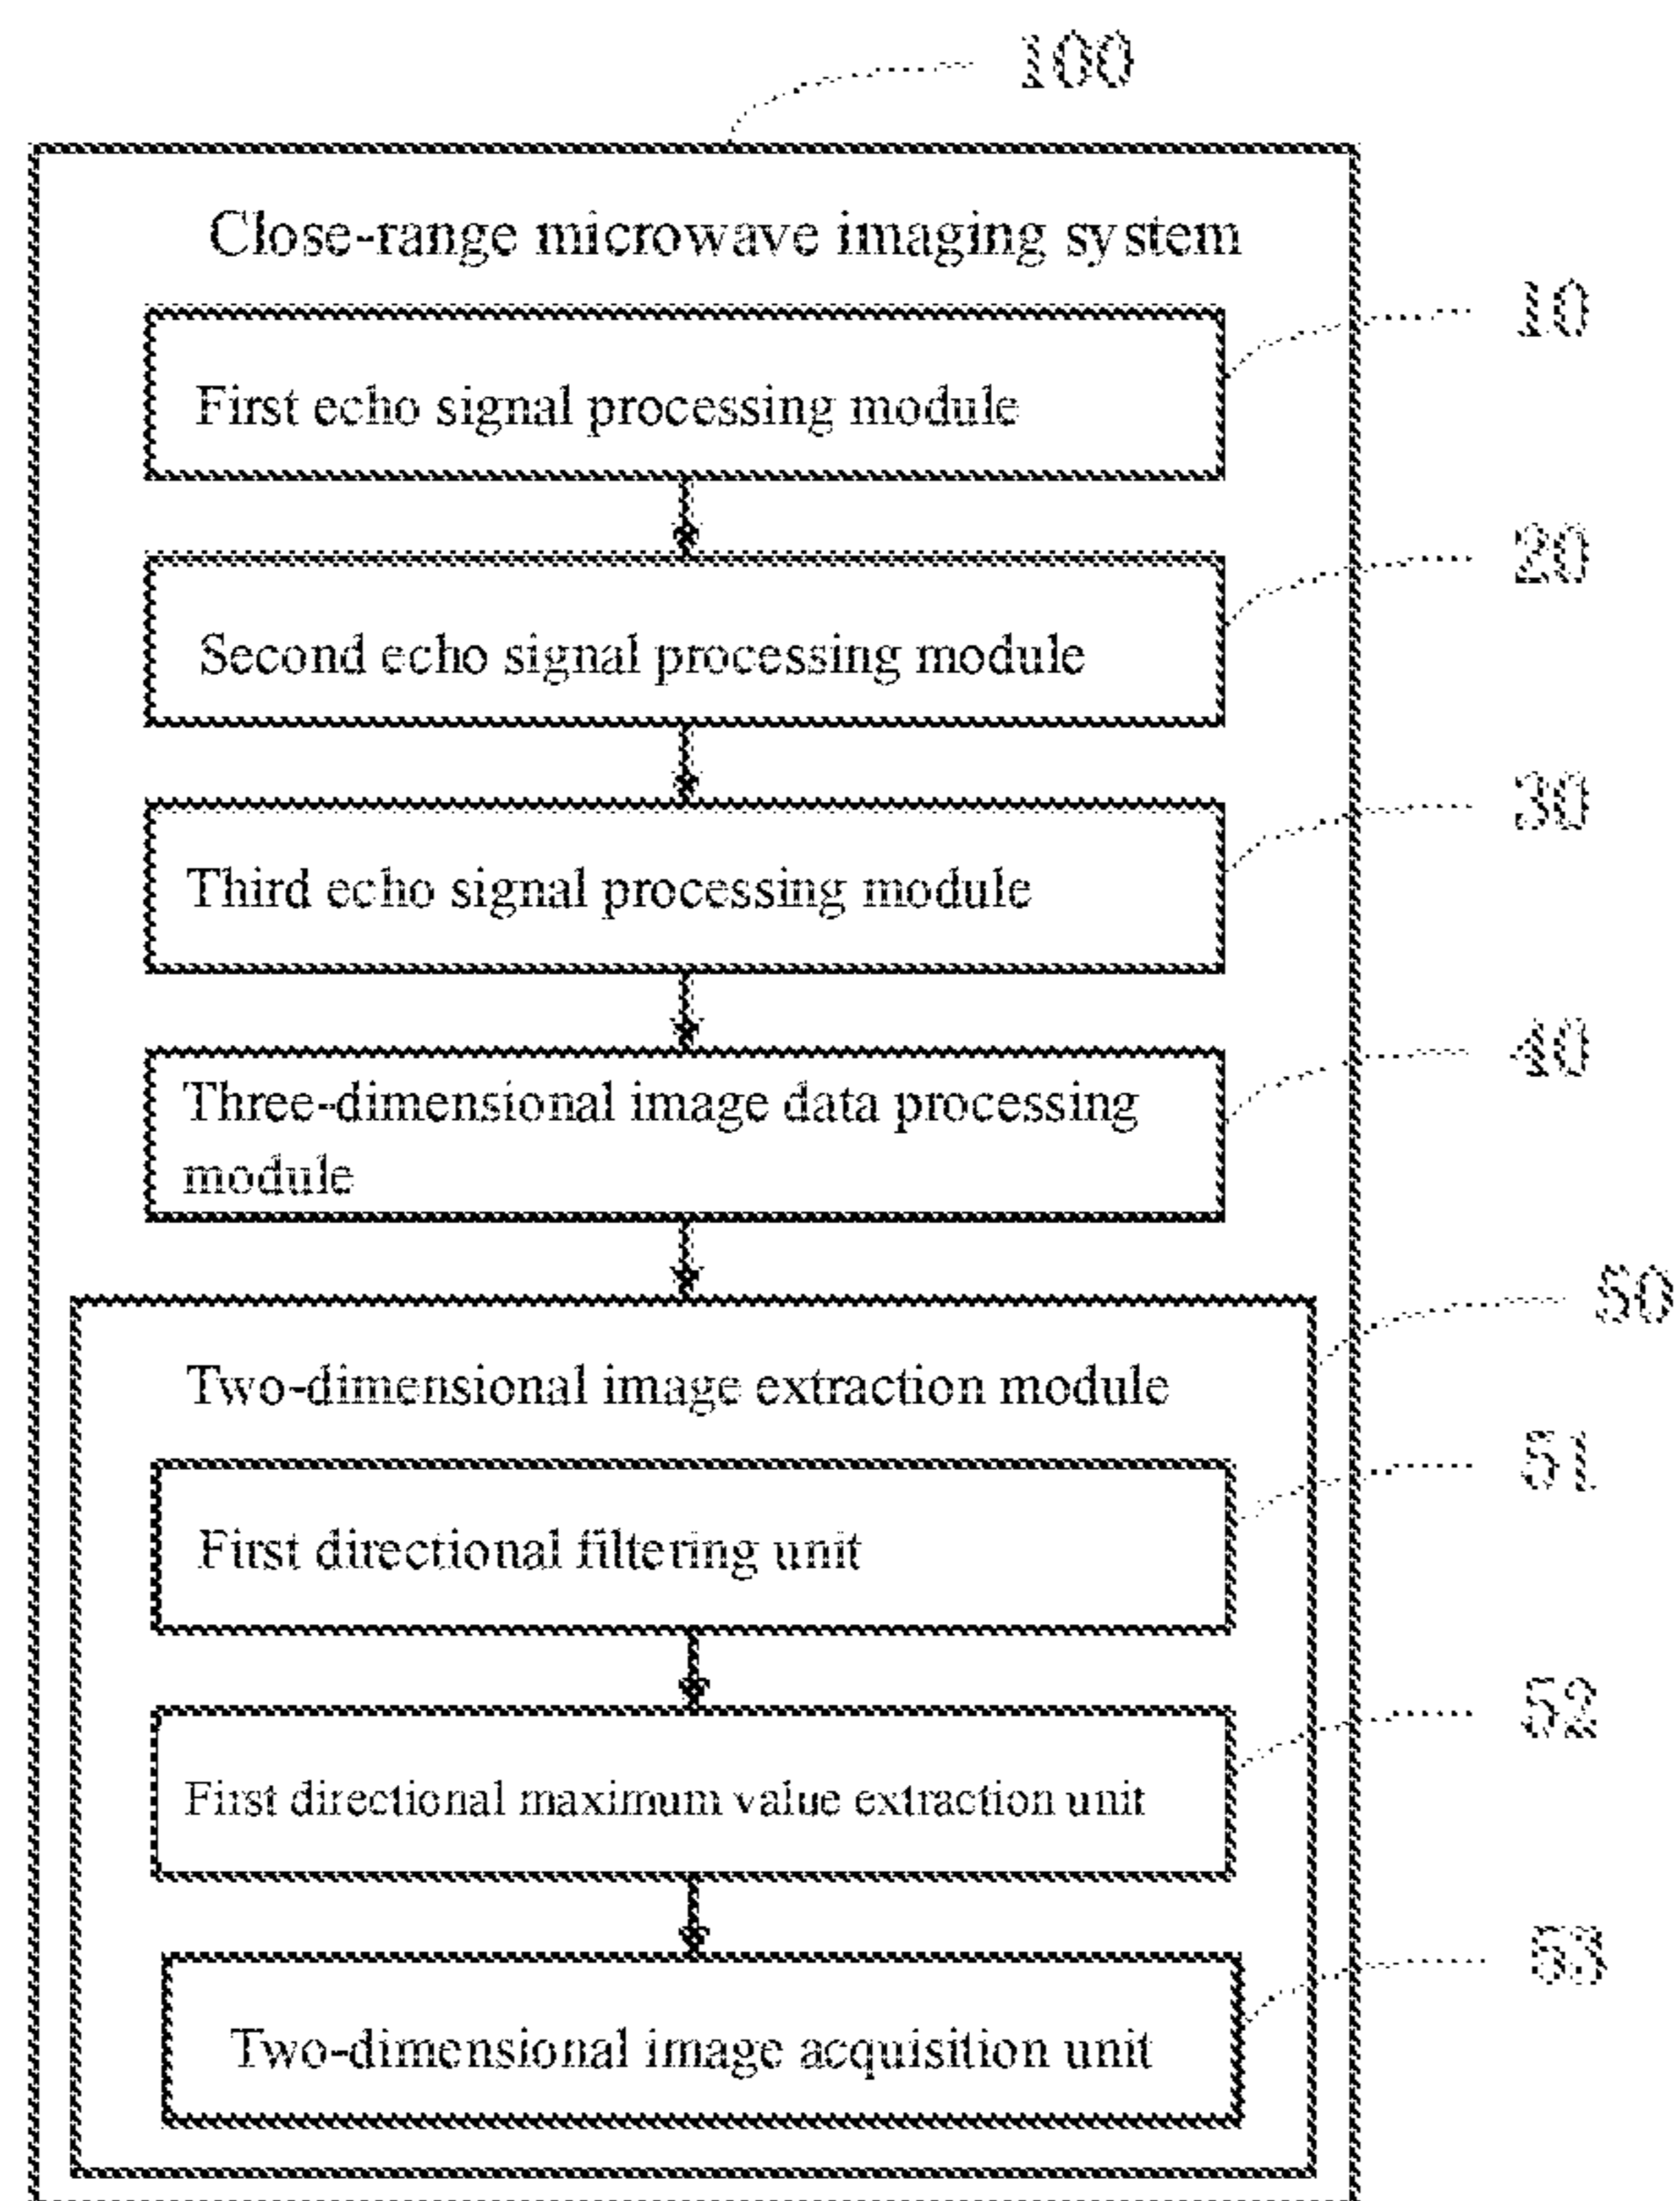 100
Close-range microwave imaging system
10
First echo signal processing module
20
Second echo signal processing module
30
Third echo signal processing module
40
Three-dimensional image data processing
module
50
Two-dimensional image extraction module
51
First directional filtering unit
52
First directional maximum value extraction unit
53
Two-dimensional image acquisition unit